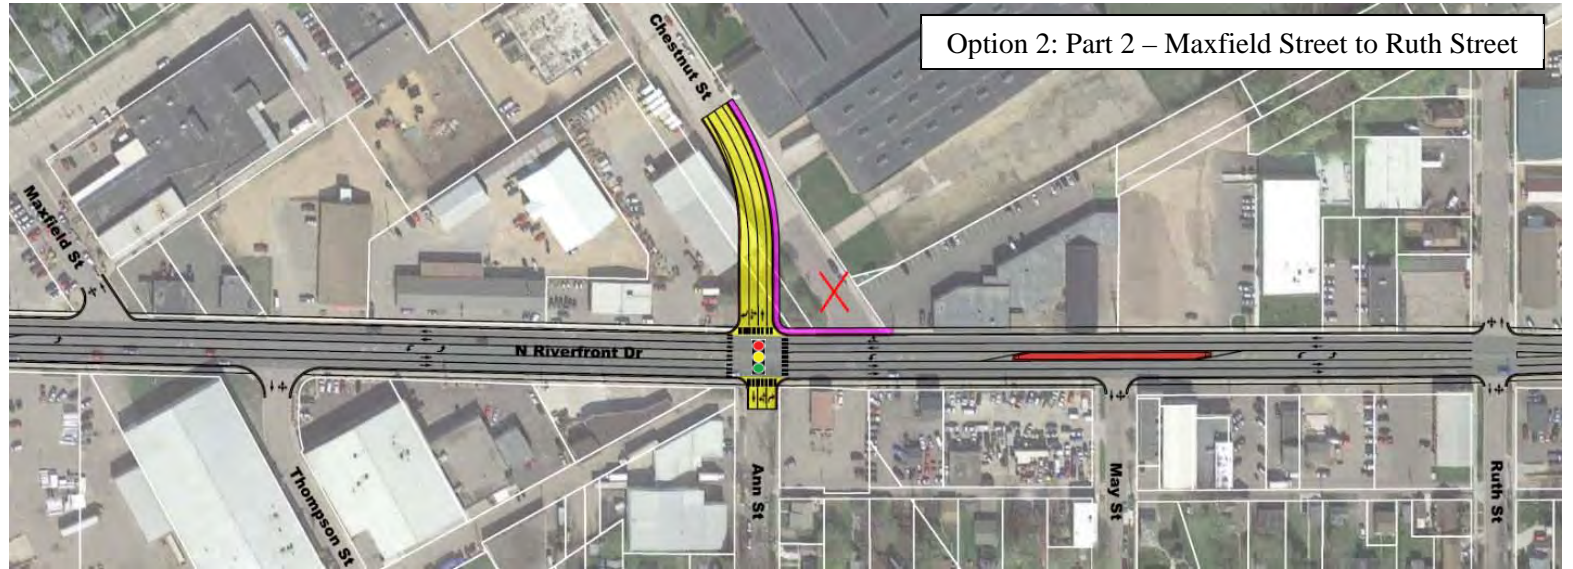 Option 2: Part 2 – Maxfield Street to Ruth Street
Chestnut St
Maxfield St
N Riverfront Dr
Thompson St
Ann St
May St
Ruth St